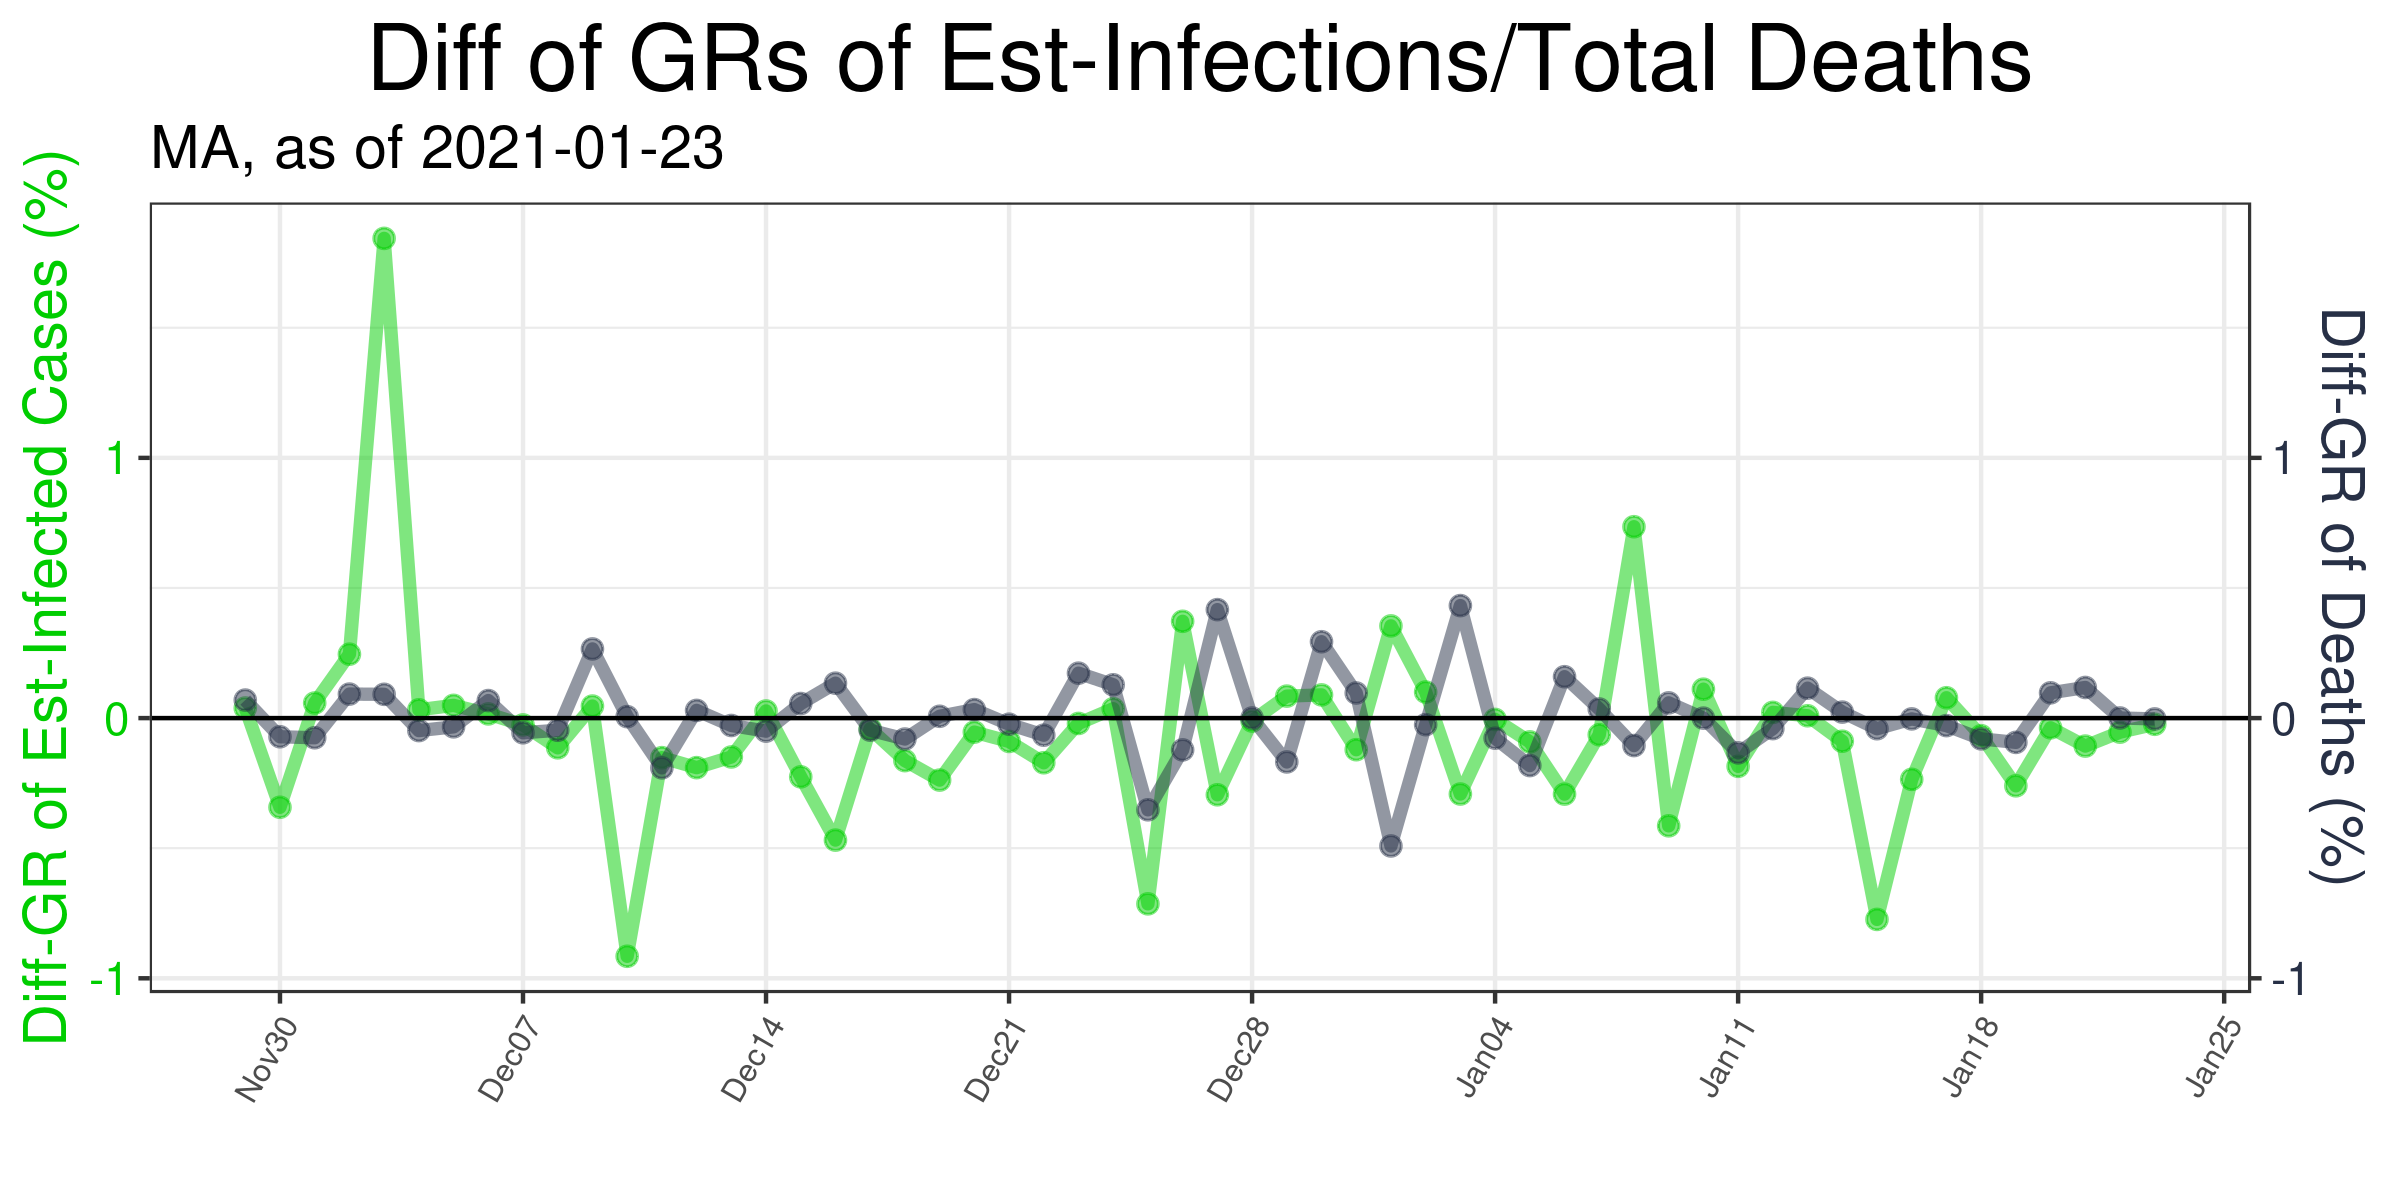 Diff of GRs of Est-Infections/Total Deaths
MA, as of 2021-01-23
Diff-GR of Est-Infected Cases (%)
1
0
-1
1
0
-1
Diff-GR of Deaths (%)
Nov30
Dec07
Dec14
Dec21
Dec28
Jan04
Jan11
Jan18
Jan25